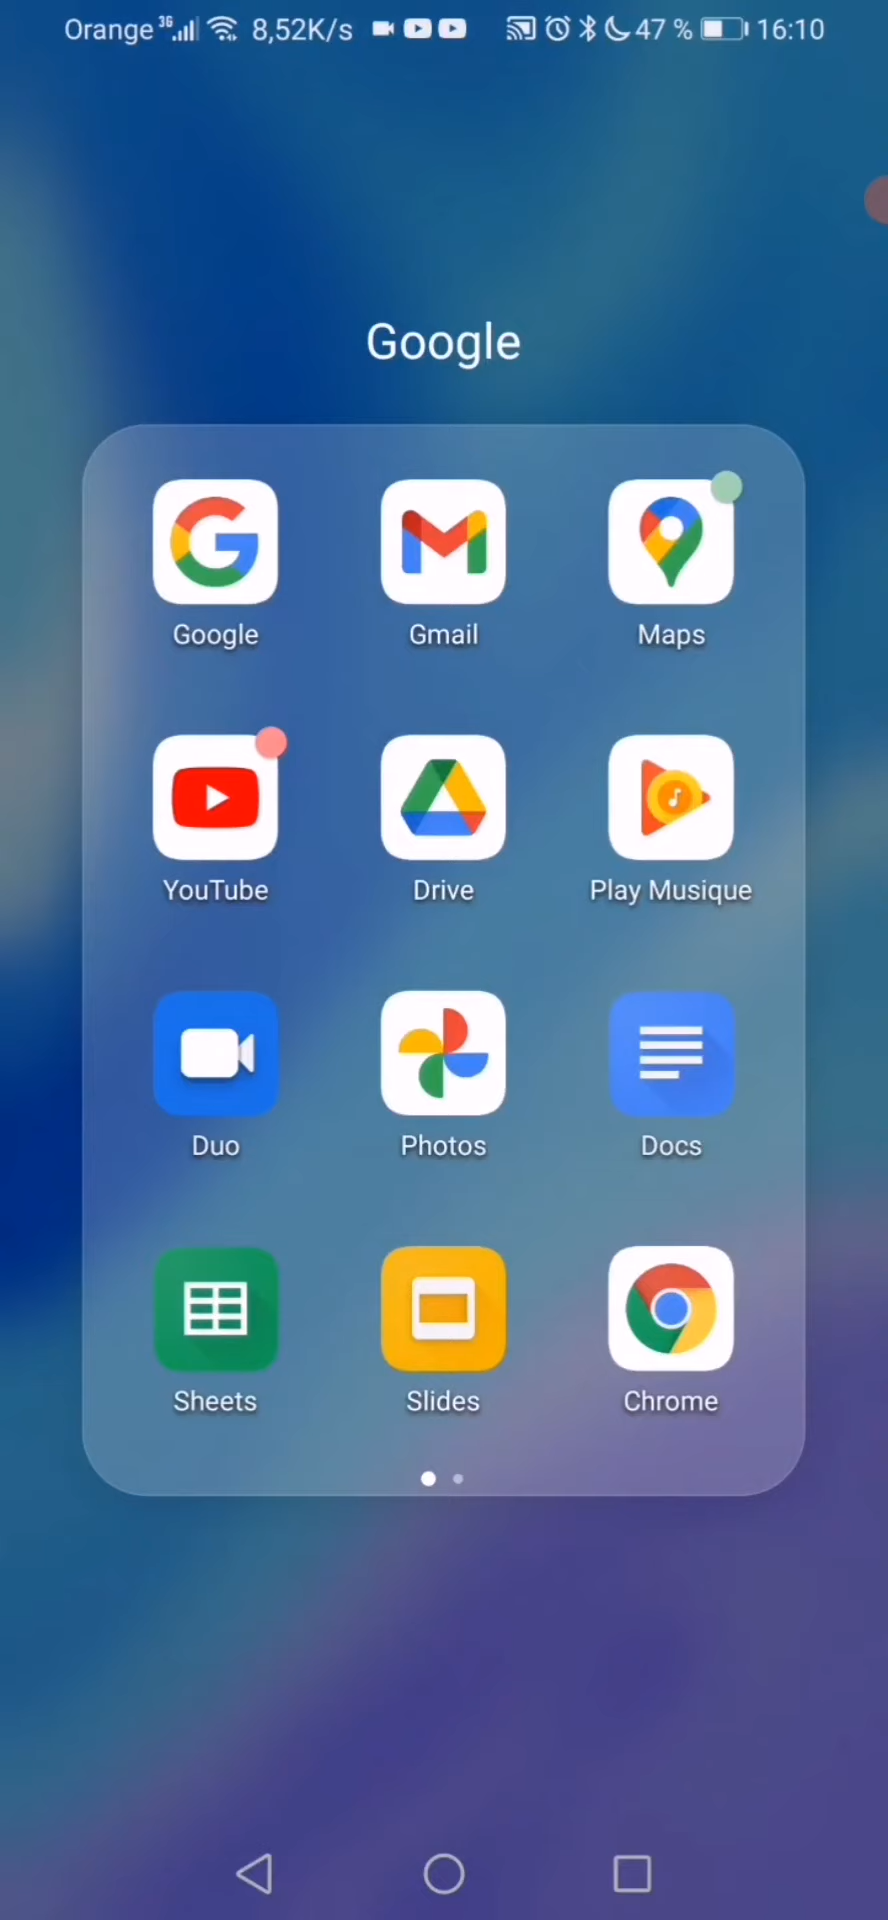 Orange 3G 8,52K/s 47 % 16:10
Google
Google Gmail Maps
YouTube Drive Play Musique
Duo Photos Docs
Sheets Slides Chrome